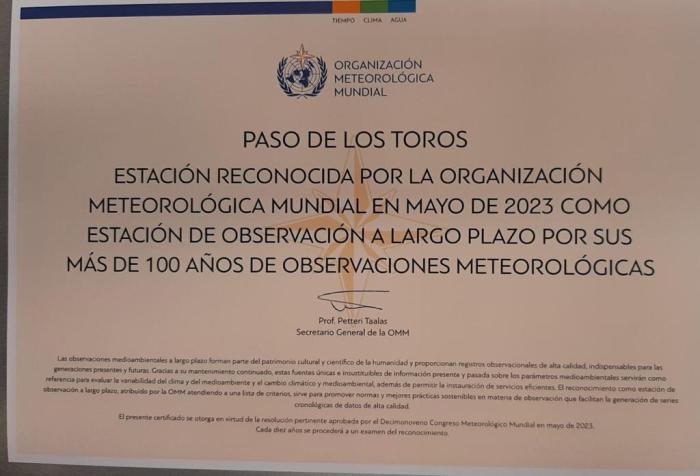 TIEMPO CLIMA AGUA
ORGANIZACIÓN
METEOROLÓGICA
MUNDIAL
PASO DE LOS TOROS
ESTACIÓN RECONOCIDA POR LA ORGANIZACIÓN
METEOROLÓGICA MUNDIAL EN MAYO DE 2023 COMO
ESTACIÓN DE OBSERVACIÓN A LARGO PLAZO POR SUS
MÁS DE 100 AÑOS DE OBSERVACIONES METEOROLÓGICAS
Prof. Petteri Taalas
Secretario General de la OMM
Las observaciones medioambientales a largo plazo forman parte del patrimonio cultural y científico de la humanidad y proporcionan registros observacionales de alta calidad, indispensables para las
generaciones presentes y futuras. Gracias a su mantenimiento continuado, estas fuentes únicas e insustituibles de información presente y pasada sobre los parámetros medioambientales servirán como
referencia para evaluar la variabilidad del clima y del medioambiente y el cambio climático y medioambiental, además de permitir la instauración de servicios eficientes. El reconocimiento como estación de
observación a largo plazo, atribuido por la OMM atendiendo a una lista de criterios, sirve para promover normas y mejores prácticas sostenibles en materia de observación que facilitan la generación de series
cronológicas de datos de alta calidad.
El presente certificado se otorga en virtud de la resolución pertinente aprobada por el Decimonoveno Congreso Meteorológico Mundial en mayo de 2023.
Cada diez años se procederá a un examen del reconocimiento.